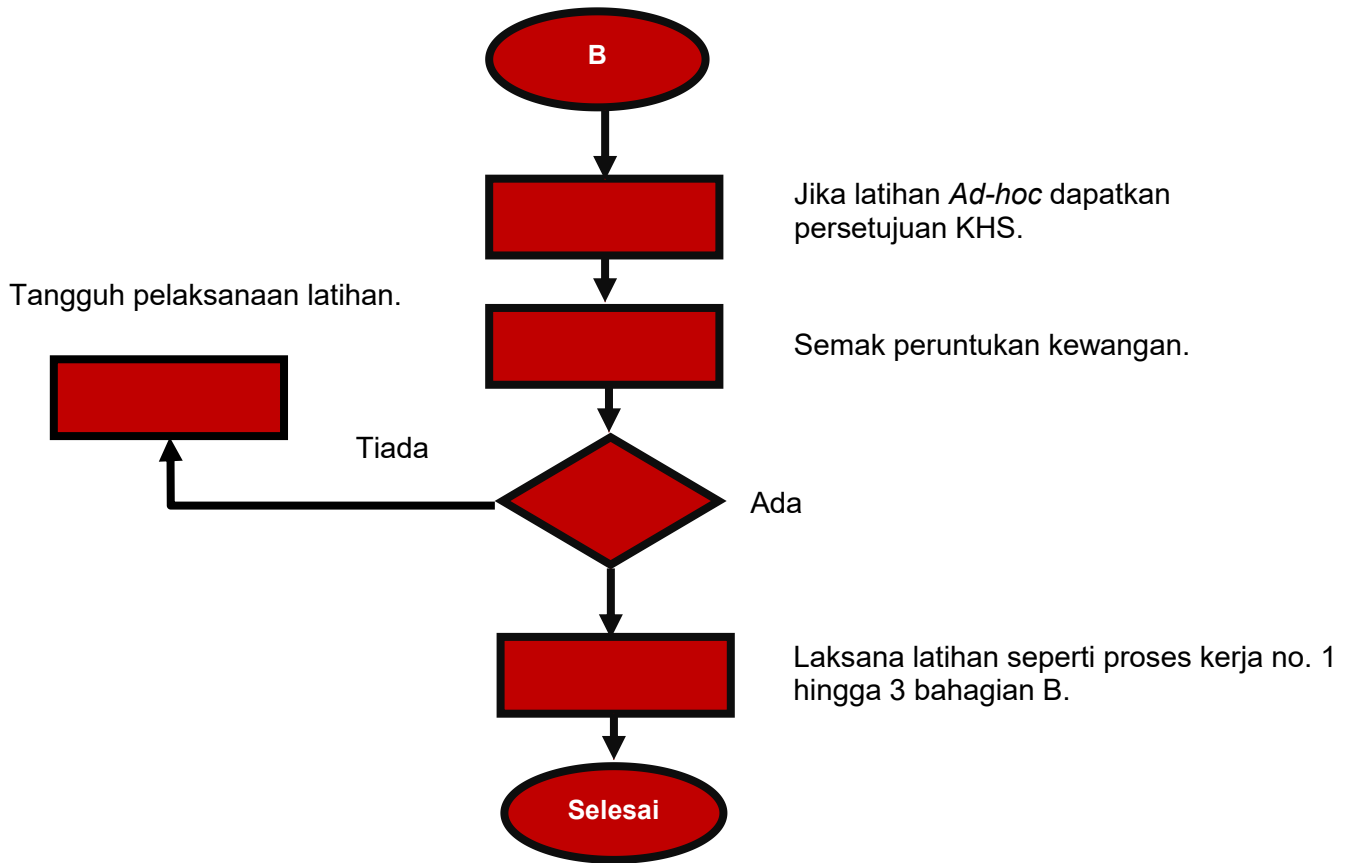 B
Jika latihan Ad-hoc dapatkan
persetujuan KHS.
Tangguh pelaksanaan latihan.
Semak peruntukan kewangan.
Tiada
Ada
Laksana latihan seperti proses kerja no. 1
hingga 3 bahagian B.
Selesai